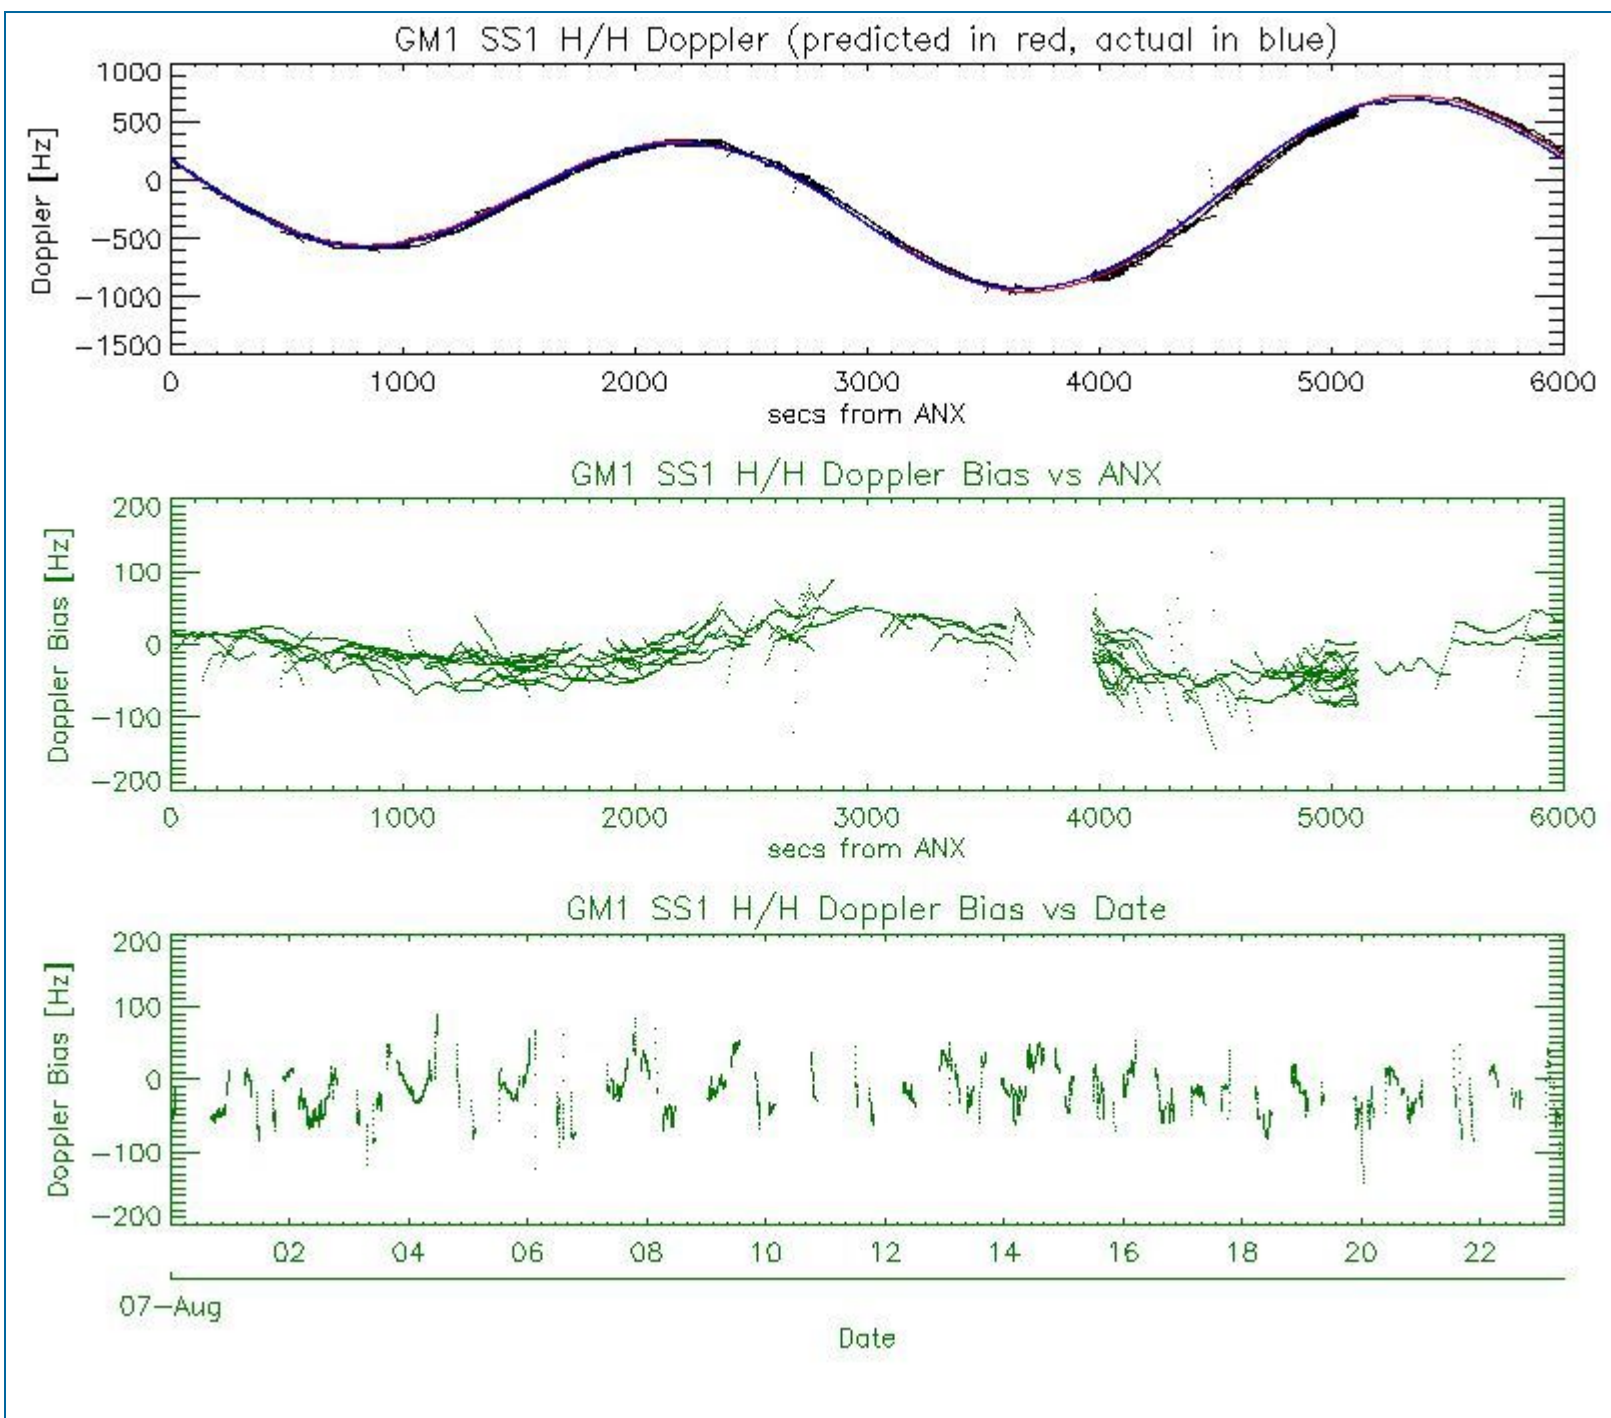 GM1 SS1 H/H Doppler (predicted in red, actual in blue)
1000
500
0
−500
−1000
−1500
Doppler [Hz]
0 1000 2000 3000 4000 5000 6000
secs from ANX
GM1 SS1 H/H Doppler Bias vs ANX
200
100
0
−100
−200
Doppler Bias [Hz]
0 1000 2000 3000 4000 5000 6000
secs from ANX
GM1 SS1 H/H Doppler Bias vs Date
200
100
0
−100
−200
Doppler Bias [Hz]
02 04 06 08 10 12 14 16 18 20 22
07−Aug
Date